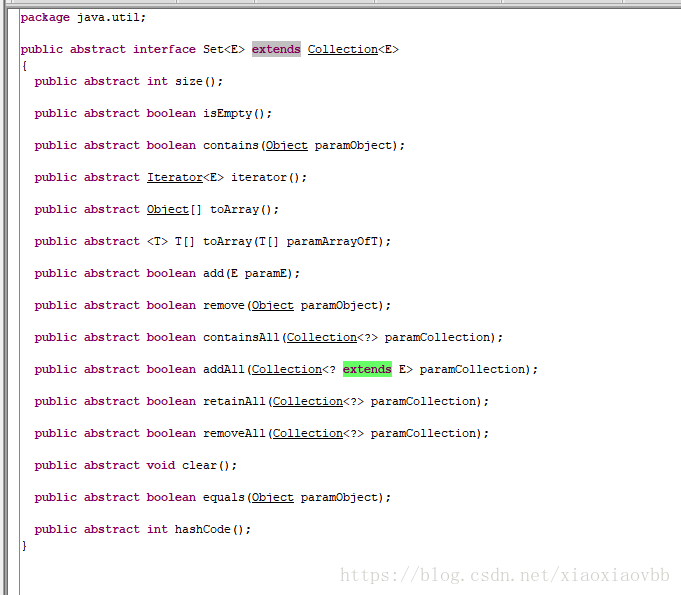 package java.util;
public abstract interface Set<E> extends Collection<E>
{
public abstract int size();
public abstract boolean isEmpty();
public abstract boolean contains(Object paramObject);
public abstract Iterator<E> iterator();
public abstract Object[] toArray();
public abstract <T> T[] toArray(T[] paramArrayOfT);
public abstract boolean add(E paramE);
public abstract boolean remove(Object paramObject);
public abstract boolean containsAll(Collection<?> paramCollection);
public abstract boolean addAll(Collection<? extends E> paramCollection);
public abstract boolean retainAll(Collection<?> paramCollection);
public abstract boolean removeAll(Collection<?> paramCollection);
public abstract void clear();
public abstract boolean equals(Object paramObject);
public abstract int hashCode();
}
https://blog.csdn.net/xiaoxiaovbb